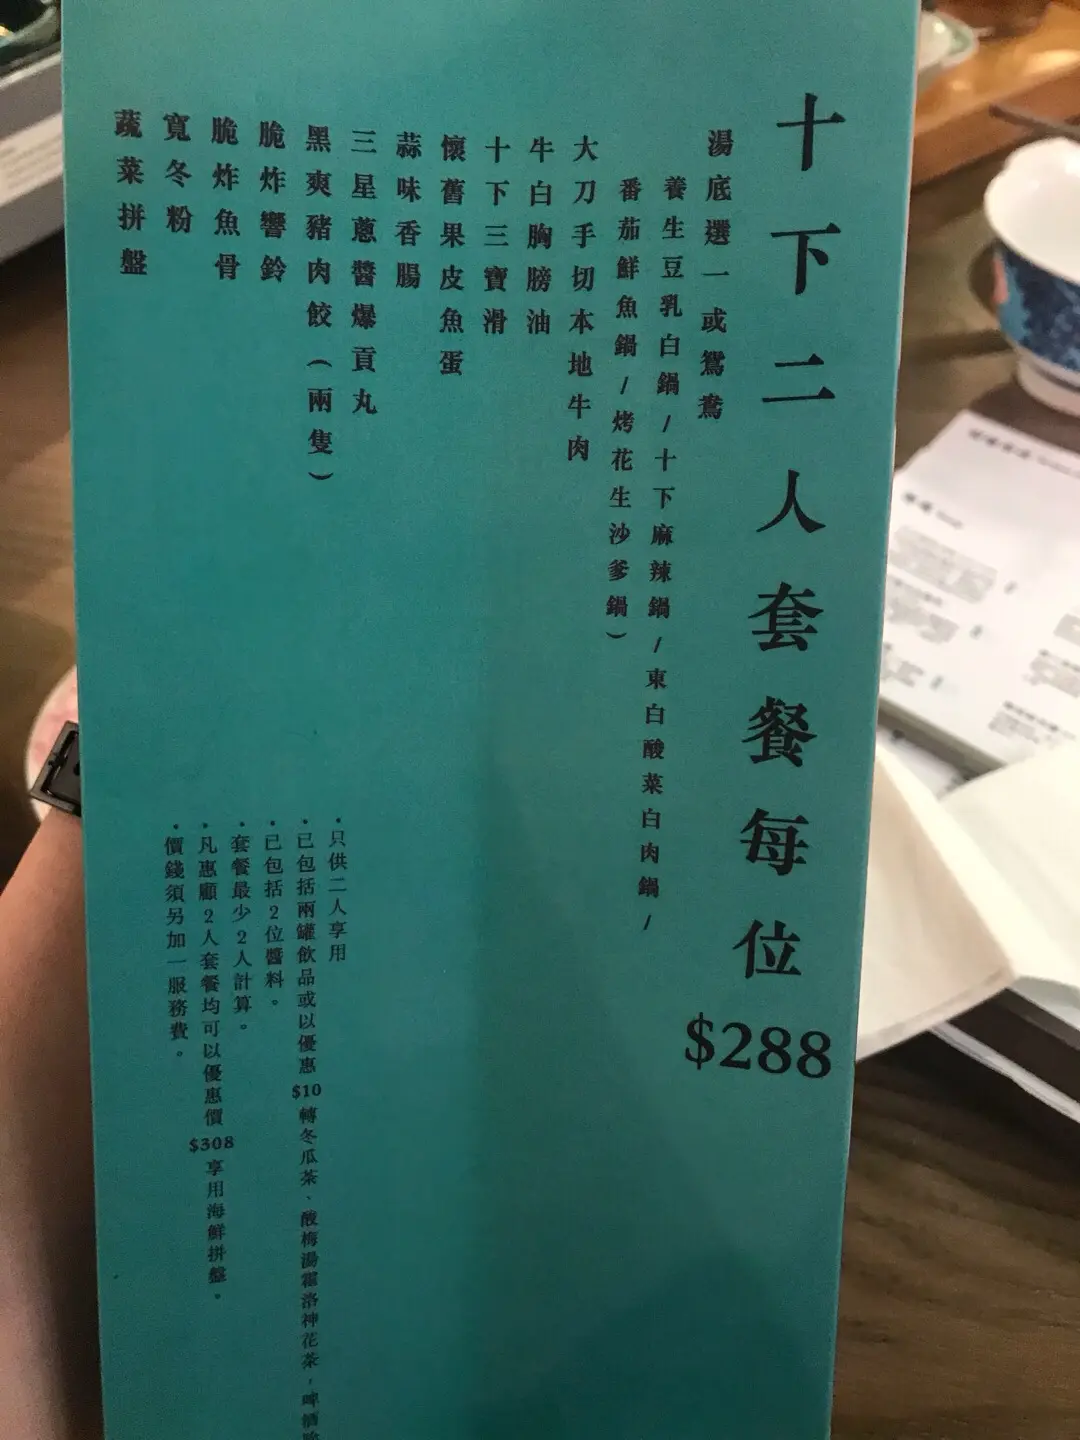 十下二人套餐每位 $288
湯底選一或鴛鴦
養生豆乳白鍋/十下麻辣鍋/東白酸菜白肉鍋/
番茄鮮魚鍋/烤花生沙爹鍋)
大刀手切本地牛肉
牛白胸膀油
十下三寶滑
懷舊果皮魚蛋
蒜味香腸
三星蔥醬爆貢丸
黑爽豬肉餃(兩隻)
脆炸響鈴
脆炸魚骨
寬冬粉
蔬菜拼盤
·只供二人享用
·已包括兩罐飲品或以優惠$10轉冬瓜茶、酸梅湯霍洛神花茶,啤酒
·已包括2位醬料。
·套餐最少2人計算。
·凡惠顧2人套餐均可以優惠價$308享用海鮮拼盤。
·價錢須另加一服務費。